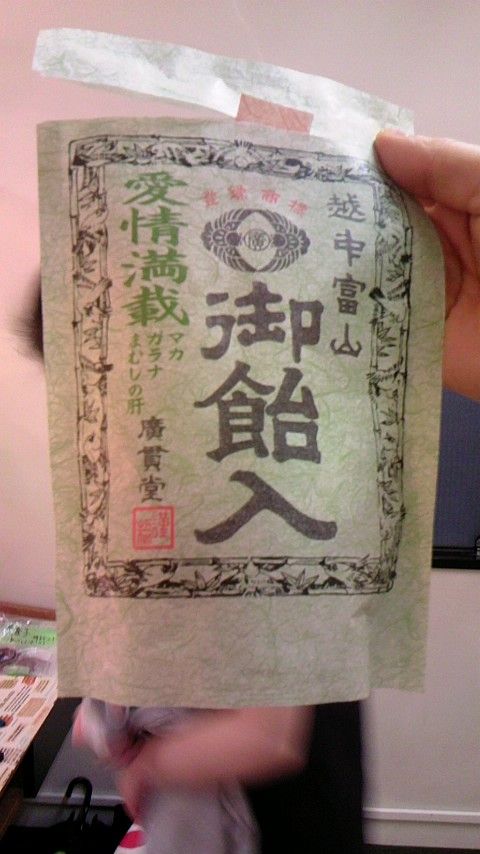 越中富山
登録商標
廣
御飴入
愛情満載
マカ
ガラナ
まむしの肝
廣貫堂